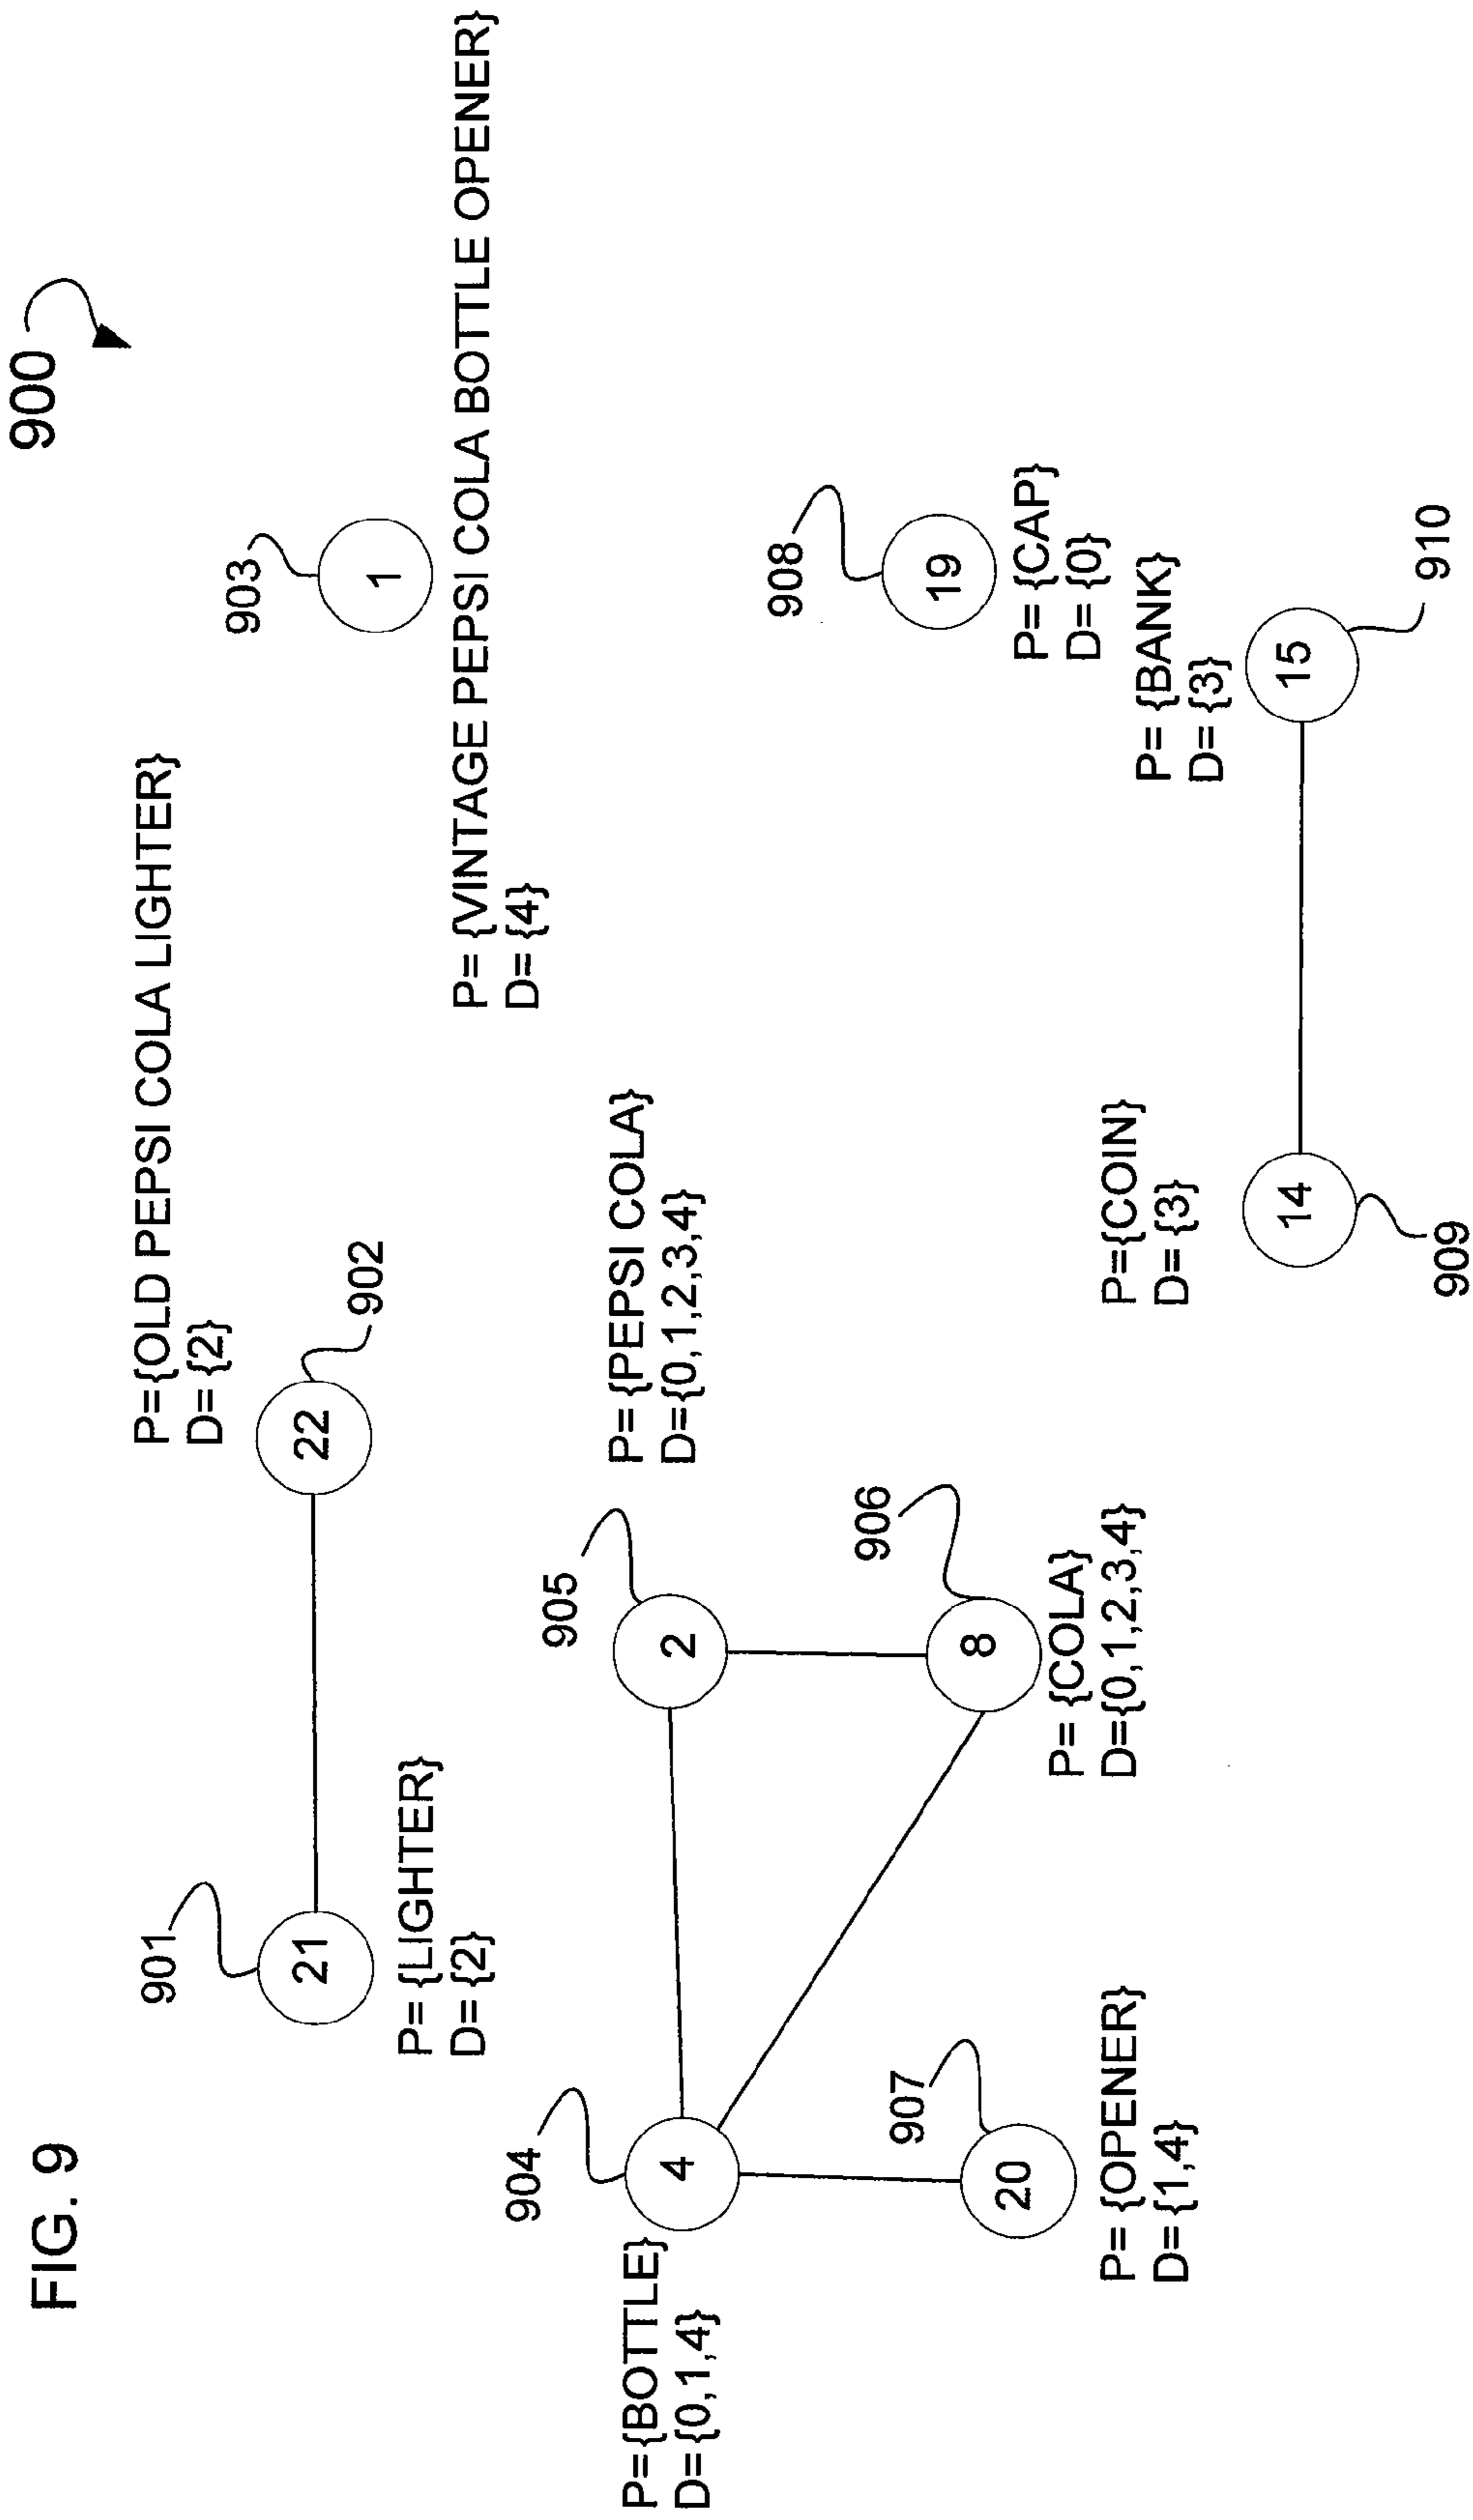 FIG. 9
900
901
21
P={LIGHTER}
D={2}
P={OLD PEPSI COLA LIGHTER}
D={2}
22
902
903
1
P= {VINTAGE PEPSI COLA BOTTLE OPENER}
D= {4}
904
4
P={BOTTLE}
D={0,1,4}
905
2
P= {PEPSI COLA}
D={0,1,2,3,4}
906
8
P= {COLA}
D={0,1,2,3,4}
907
20
P= {OPENER}
D={1,4}
908
19
P={CAP}
D={0}
P={COIN}
D={3}
14
909
P= {BANK}
D={3}
15
910